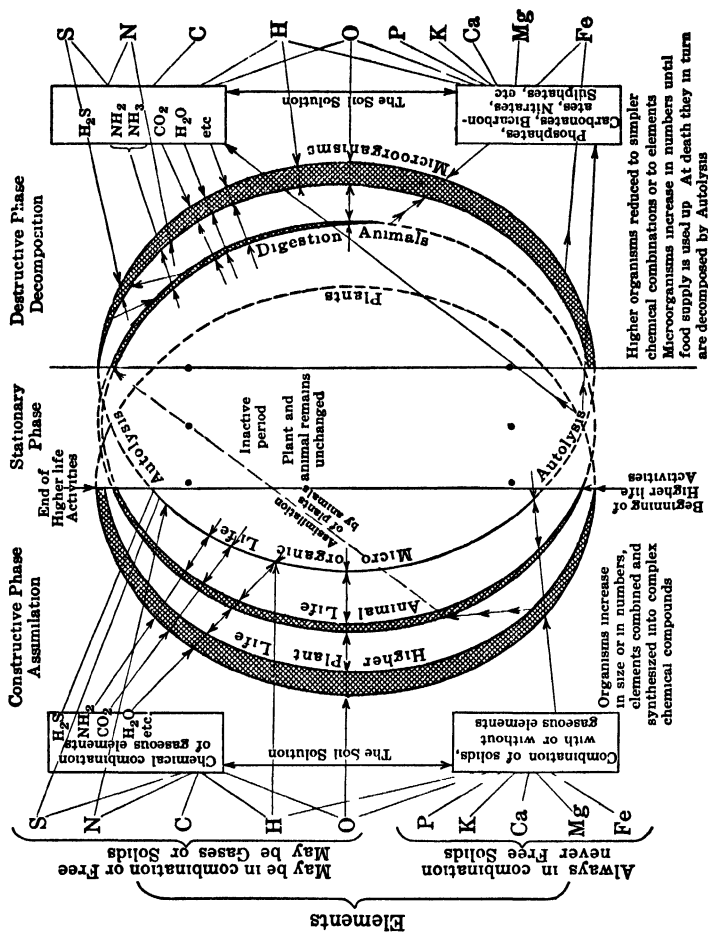 Constructive Phase
Assimilation
Stationary
Phase
Destructive Phase
Decomposition
End of
Higher life
Activities
Elements
May be in combination or Free
May be Gases or Solids
Always in combination
never Free Solids
S
N
C
H
O
P
K
Ca
Mg
Fe
Chemical combination
of gaseous elements
H2S
NH2
CO2
H2O
etc.
The Soil Solution
Combination of solids,
with or without
gaseous elements
Higher Plant Life
Animal Life
Micro organic Life
Assimilation
of plants
by animals
Autolysis
Inactive
period
Plant and
animal remains
unchanged
Autolysis
Beginning of
Higher life
Activities
Plants
Digestion Animals
Microorganisms
H2S
NH2
NH3
CO2
H2O
etc
The Soil Solution
Phosphates,
Carbonates, Bicarbon-
ates, Nitrates,
Sulphates, etc
S
N
C
H
O
P
K
Ca
Mg
Fe
Organisms increase
in size or in numbers,
elements combined and
synthesized into complex
chemical compounds
Higher organisms reduced to simpler
chemical combinations or to elements
Microorganisms increase in numbers until
food supply is used up At death they in turn
are decomposed by Autolysis